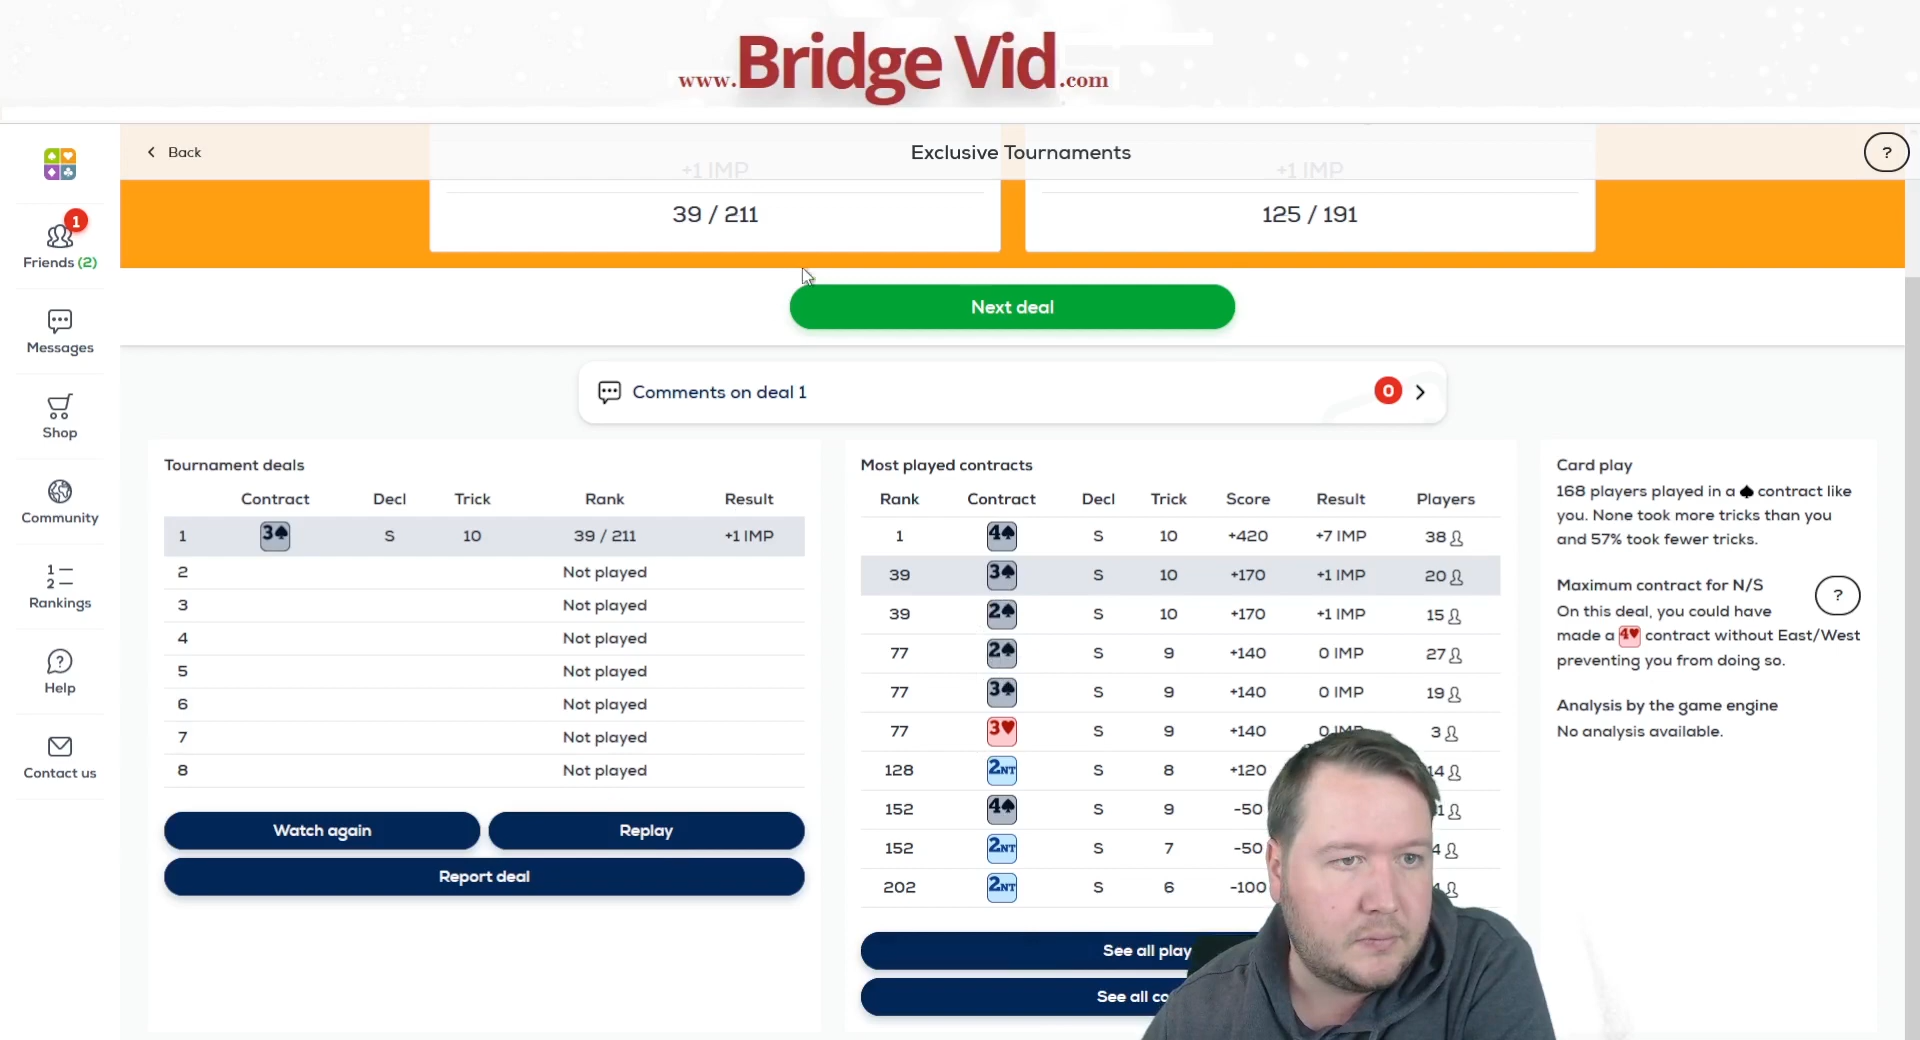 www.Bridge Vid.com
Back
Exclusive Tournaments
?
+1 IMP
+1 IMP
39 / 211
125 / 191
1
Friends (2)
Messages
Shop
Community
1
2
Rankings
Help
Contact us
Next deal
Comments on deal 1
0
Tournament deals
Contract Decl Trick Rank Result
1 3♠ S 10 39 / 211 +1 IMP
2 Not played
3 Not played
4 Not played
5 Not played
6 Not played
7 Not played
8 Not played
Watch again
Replay
Report deal
Most played contracts
Rank Contract Decl Trick Score Result Players
1 4♠ S 10 +420 +7 IMP 38
39 3♠ S 10 +170 +1 IMP 20
39 2♠ S 10 +170 +1 IMP 15
77 2♠ S 9 +140 0 IMP 27
77 3♠ S 9 +140 0 IMP 19
77 3♥ S 9 +140 0 IMP 3
128 2NT S 8 +120 14
152 4♠ S 9 -50
152 2NT S 7 -50
202 2NT S 6 -100
See all play
See all
Card play
168 players played in a ♠ contract like
you. None took more tricks than you
and 57% took fewer tricks.
Maximum contract for N/S
?
On this deal, you could have
made a 4♥ contract without East/West
preventing you from doing so.
Analysis by the game engine
No analysis available.